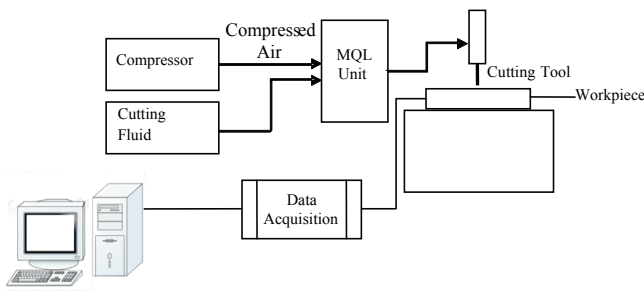 Compressed
Air
Compressor
MQL
Unit
Cutting Tool
Workpiece
Cutting
Fluid
Data
Acquisition